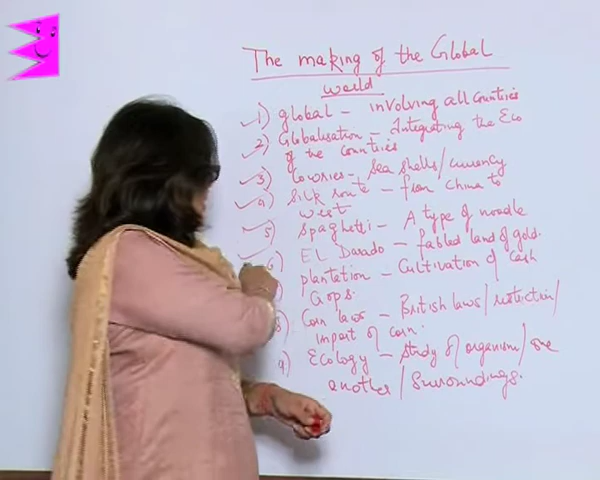 The making of the Global
world
1) global - involving all Countries
2) Globalisation - Integrating the Eco
of the countries
3) Cowries - Sea shells/currency
4) Silk route - from China to
west
5) Spaghetti - A type of noodle
6) EL Dorado - fabled land of gold.
) plantation - Cultivation of Cash
Crops.
8) Corn laws - British laws/restriction/
import of corn.
9) Ecology - study of organism/one
another/Surroundings.